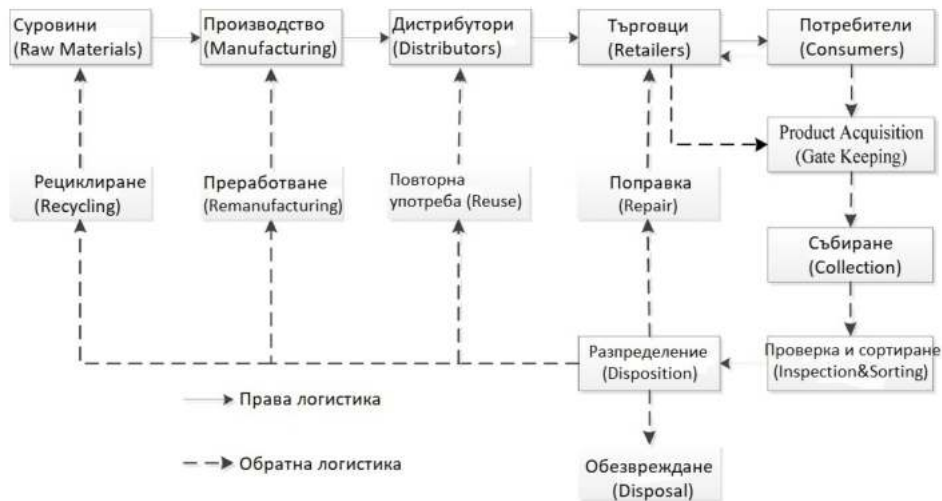 Суровини
(Raw Materials)
Производство
(Manufacturing)
Дистрибутори
(Distributors)
Търговци
(Retailers)
Потребители
(Consumers)
Product Acquisition
(Gate Keeping)
Рециклиране
(Recycling)
Преработване
(Remanufacturing)
Повторна
употреба (Reuse)
Поправка
(Repair)
Събиране
(Collection)
Разпределение
(Disposition)
Проверка и сортиране
(Inspection&Sorting)
Права логистика
Обратна логистика
Обезвреждане
(Disposal)